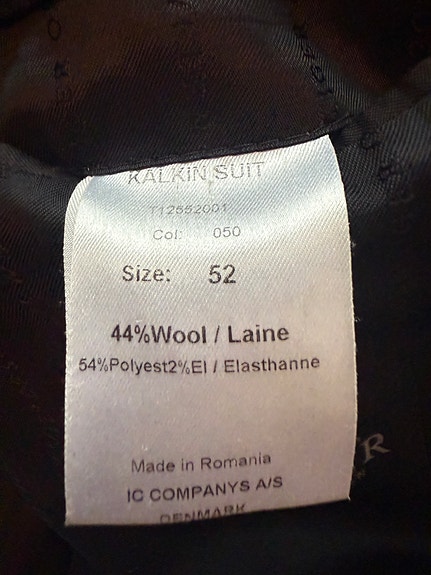 KALKIN SUIT
T12552001
Col: 050
Size: 52
44%Wool / Laine
54%Polyest2%El / Elasthanne
Made in Romania
IC COMPANYS A/S
DENMARK
R